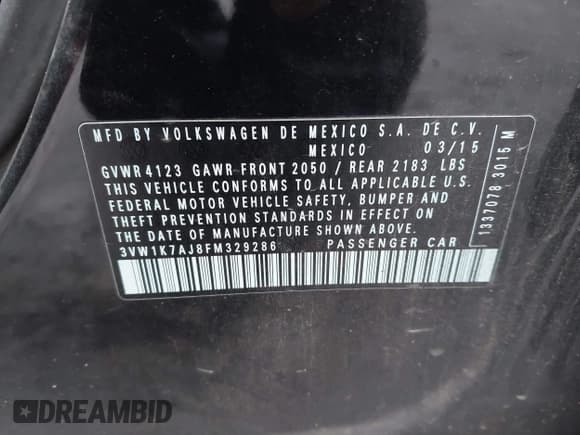 MFD BY VOLKSWAGEN DE MEXICO S.A. DE C.V.
MEXICO 03/15
GVWR 4123 GAWR FRONT 2050 / REAR 2183 LBS
THIS VEHICLE CONFORMS TO ALL APPLICABLE U.S.
FEDERAL MOTOR VEHICLE SAFETY, BUMPER AND
THEFT PREVENTION STANDARDS IN EFFECT ON
THE DATE OF MANUFACTURE SHOWN ABOVE.
3VW1K7AJ8FM329286 PASSENGER CAR
1337078 3015 M
DREAMBID